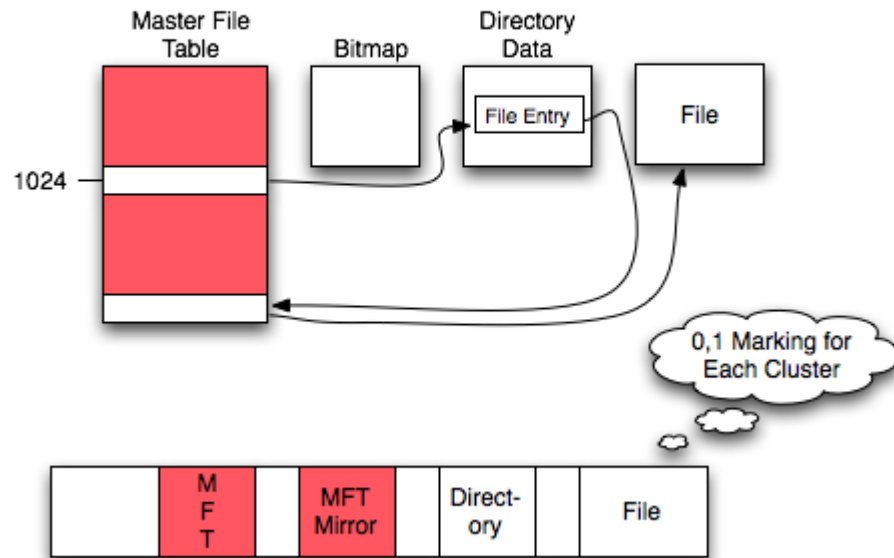 Master File
Table
Bitmap
Directory
Data
File Entry
File
1024
0,1 Marking for
Each Cluster
M
F
T
MFT
Mirror
Direct-
ory
File